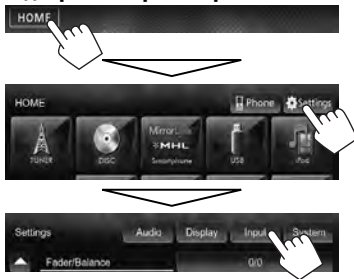 HOME
HOME Phone Settings
MirrorLink
MHL
TUNER DISC Smartphone USB iPod
Settings Audio Display Input System
Fader/Balance 0/0